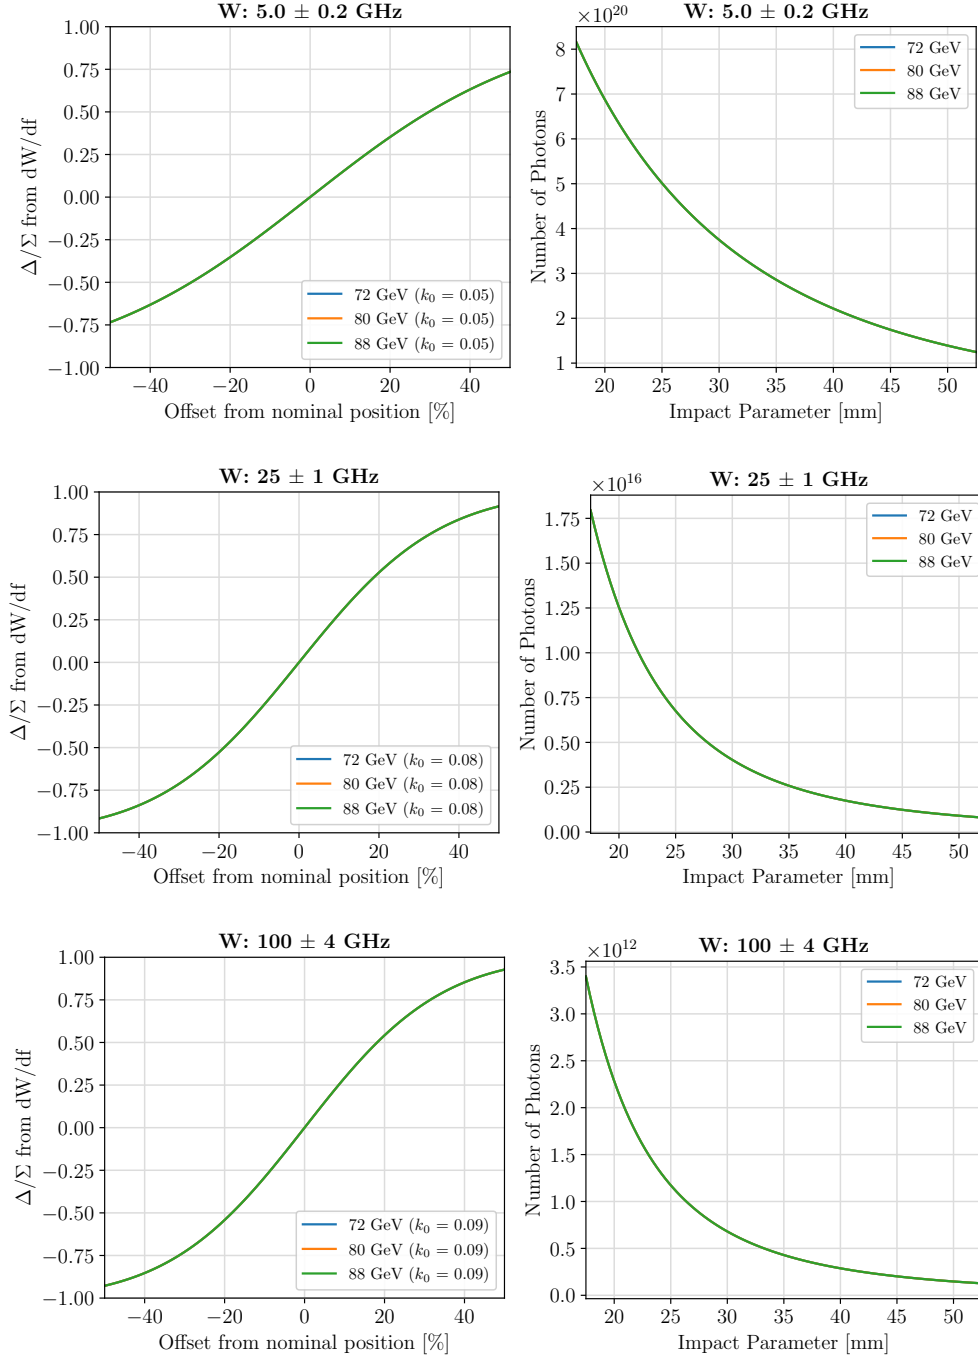 W: 5.0 ± 0.2 GHz
Δ/Σ from dW/df
1.00
0.75
0.50
0.25
0.00
−0.25
−0.50
−0.75
−1.00
72 GeV (k₀ = 0.05)
80 GeV (k₀ = 0.05)
88 GeV (k₀ = 0.05)
−40 −20 0 20 40
Offset from nominal position [%]
W: 5.0 ± 0.2 GHz
×10²⁰
Number of Photons
8
7
6
5
4
3
2
1
72 GeV
80 GeV
88 GeV
20 25 30 35 40 45 50
Impact Parameter [mm]
W: 25 ± 1 GHz
Δ/Σ from dW/df
1.00
0.75
0.50
0.25
0.00
−0.25
−0.50
−0.75
−1.00
72 GeV (k₀ = 0.08)
80 GeV (k₀ = 0.08)
88 GeV (k₀ = 0.08)
−40 −20 0 20 40
Offset from nominal position [%]
W: 25 ± 1 GHz
×10¹⁶
Number of Photons
1.75
1.50
1.25
1.00
0.75
0.50
0.25
0.00
72 GeV
80 GeV
88 GeV
20 25 30 35 40 45 50
Impact Parameter [mm]
W: 100 ± 4 GHz
Δ/Σ from dW/df
1.00
0.75
0.50
0.25
0.00
−0.25
−0.50
−0.75
−1.00
72 GeV (k₀ = 0.09)
80 GeV (k₀ = 0.09)
88 GeV (k₀ = 0.09)
−40 −20 0 20 40
Offset from nominal position [%]
W: 100 ± 4 GHz
×10¹²
Number of Photons
3.5
3.0
2.5
2.0
1.5
1.0
0.5
0.0
72 GeV
80 GeV
88 GeV
20 25 30 35 40 45 50
Impact Parameter [mm]